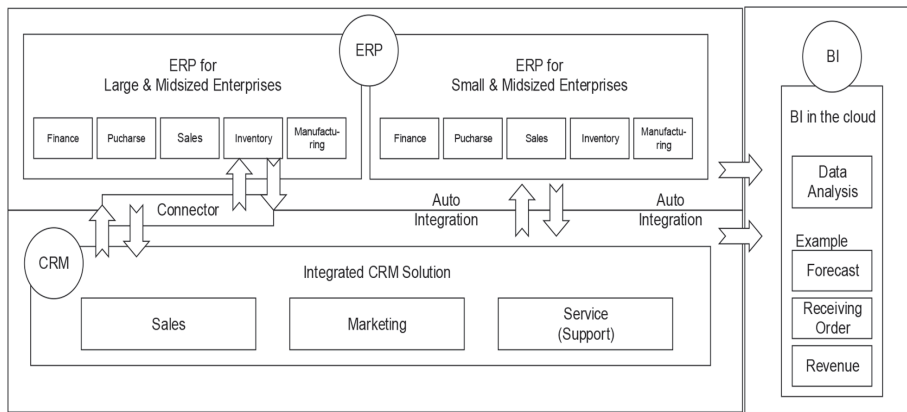 ERP
ERP for
Large & Midsized Enterprises
Finance
Pucharse
Sales
Inventory
Manufactu-
ring
ERP for
Small & Midsized Enterprises
Finance
Pucharse
Sales
Inventory
Manufactu-
ring
Connector
Auto
Integration
Auto
Integration
CRM
Integrated CRM Solution
Sales
Marketing
Service
(Support)
BI
BI in the cloud
Data
Analysis
Example
Forecast
Receiving
Order
Revenue